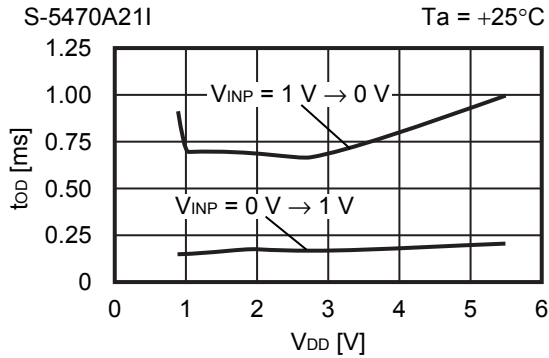 S-5470A21I
Ta = +25°C
1.25
1.00
0.75
0.50
0.25
0
tOD [ms]
VINP = 1 V → 0 V
VINP = 0 V → 1 V
0 1 2 3 4 5 6
VDD [V]